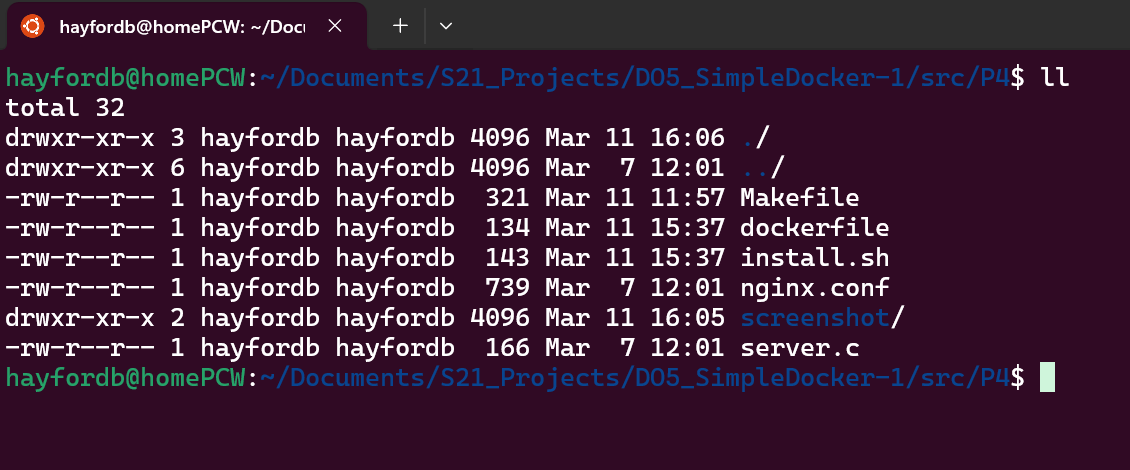 hayfordb@homePCW: ~/Docu
hayfordb@homePCW:~/Documents/S21_Projects/DO5_SimpleDocker-1/src/P4$ ll
total 32
drwxr-xr-x 3 hayfordb hayfordb 4096 Mar 11 16:06 ./
drwxr-xr-x 6 hayfordb hayfordb 4096 Mar  7 12:01 ../
-rw-r--r-- 1 hayfordb hayfordb  321 Mar 11 11:57 Makefile
-rw-r--r-- 1 hayfordb hayfordb  134 Mar 11 15:37 dockerfile
-rw-r--r-- 1 hayfordb hayfordb  143 Mar 11 15:37 install.sh
-rw-r--r-- 1 hayfordb hayfordb  739 Mar  7 12:01 nginx.conf
drwxr-xr-x 2 hayfordb hayfordb 4096 Mar 11 16:05 screenshot/
-rw-r--r-- 1 hayfordb hayfordb  166 Mar  7 12:01 server.c
hayfordb@homePCW:~/Documents/S21_Projects/DO5_SimpleDocker-1/src/P4$